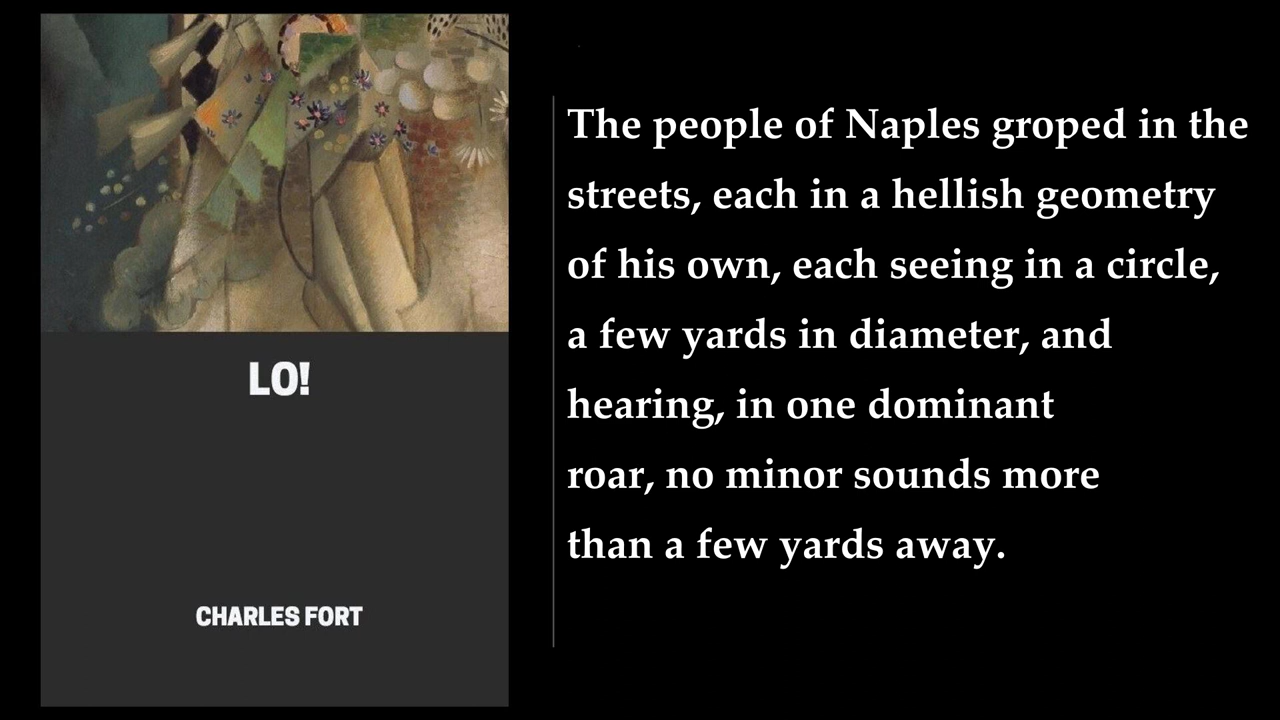 LO!
CHARLES FORT
The people of Naples groped in the
streets, each in a hellish geometry
of his own, each seeing in a circle,
a few yards in diameter, and
hearing, in one dominant
roar, no minor sounds more
than a few yards away.